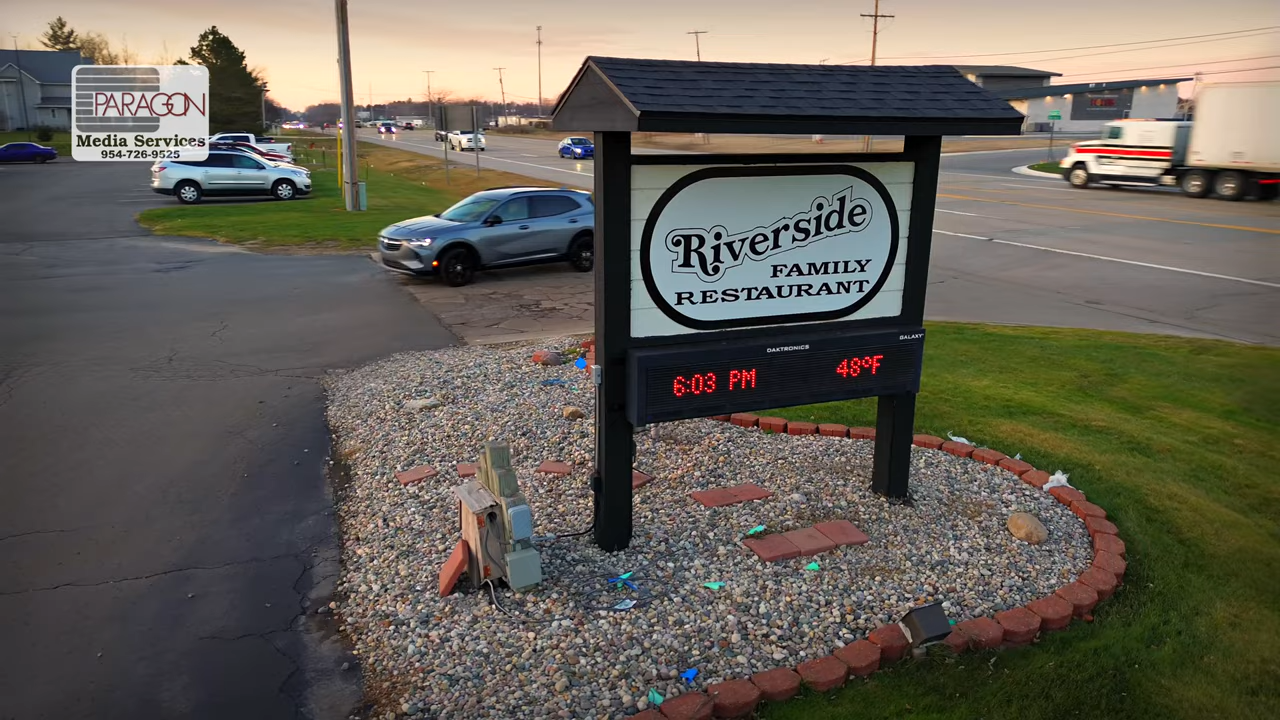 PARAGON
Media Services
954-726-9525
Riverside
FAMILY
RESTAURANT
DAKTRONICS
GALAXY
6:03 PM
48°F